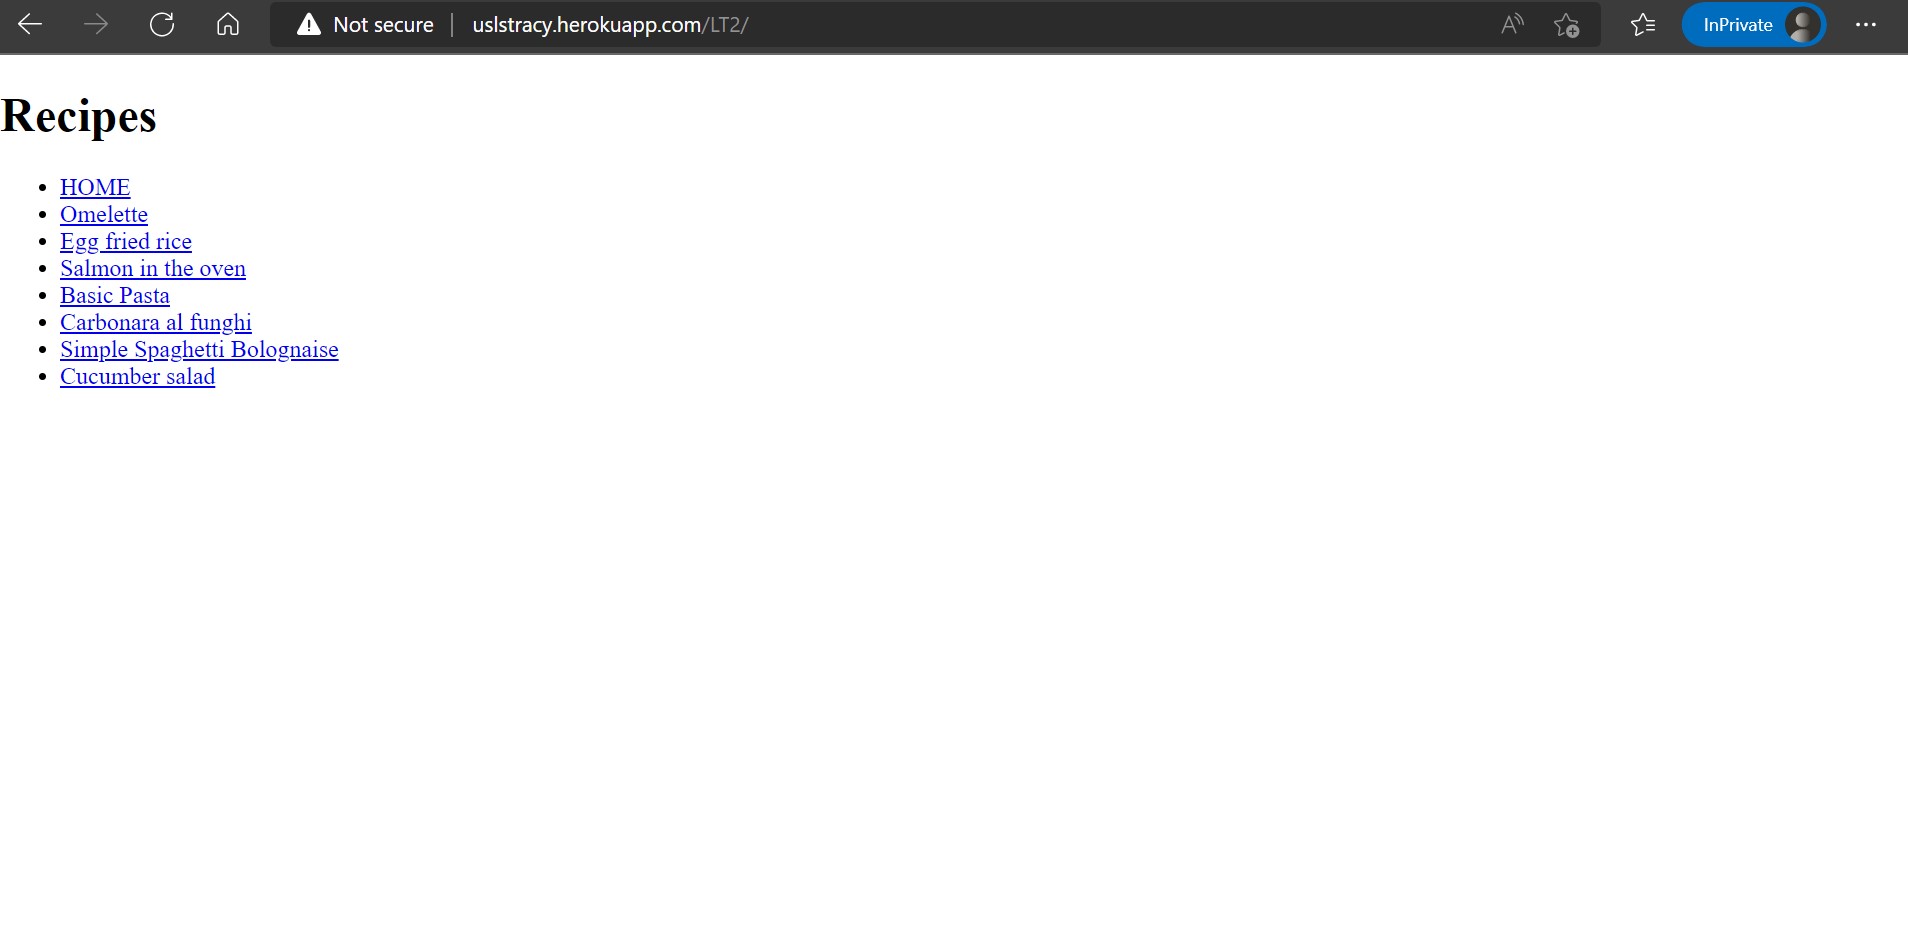 Not secure | uslstracy.herokuapp.com/LT2/ InPrivate
Recipes
HOME
Omelette
Egg fried rice
Salmon in the oven
Basic Pasta
Carbonara al funghi
Simple Spaghetti Bolognaise
Cucumber salad